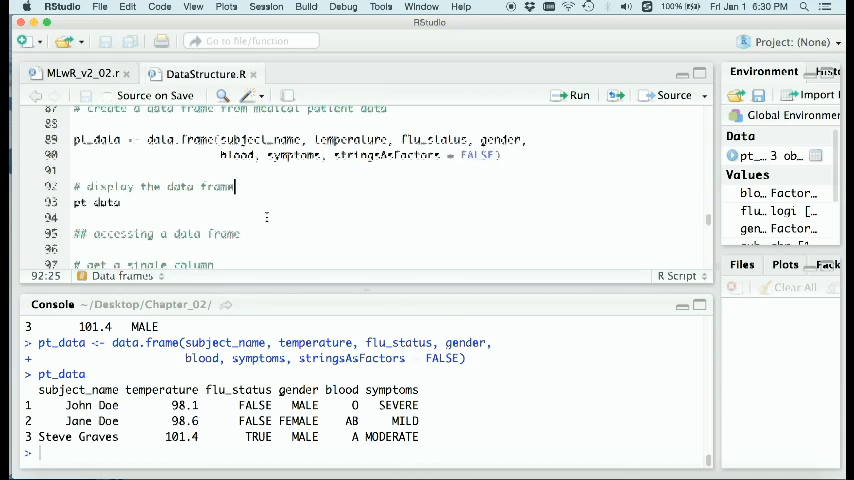 RStudio File Edit Code View Plots Session Build Debug Tools Window Help 100% Fri Jan 1 6:30 PM
RStudio
Go to file/function
Project: (None)
MLwR_v2_02.r
DataStructure.R
Source on Save
Run
Source
87 # create a data frame from medical patient data
88
89 pt_data <- data.frame(subject_name, temperature, flu_status, gender,
90 blood, symptoms, stringsAsFactors = FALSE)
91
92 # display the data frame
93 pt_data
94
95 ## accessing a data frame
96
97 # get a single column
92:25 Data frames
R Script
Console ~/Desktop/Chapter_02/
3 101.4 MALE
> pt_data <- data.frame(subject_name, temperature, flu_status, gender,
+ blood, symptoms, stringsAsFactors = FALSE)
> pt_data
subject_name temperature flu_status gender blood symptoms
1 John Doe 98.1 FALSE MALE O SEVERE
2 Jane Doe 98.6 FALSE FEMALE AB MILD
3 Steve Graves 101.4 TRUE MALE A MODERATE
>
Environment
Import
Global Environme
Data
pt_… 3 ob…
Values
blo… Factor…
flu… logi […
gen… Factor…
Files Plots
Clear All